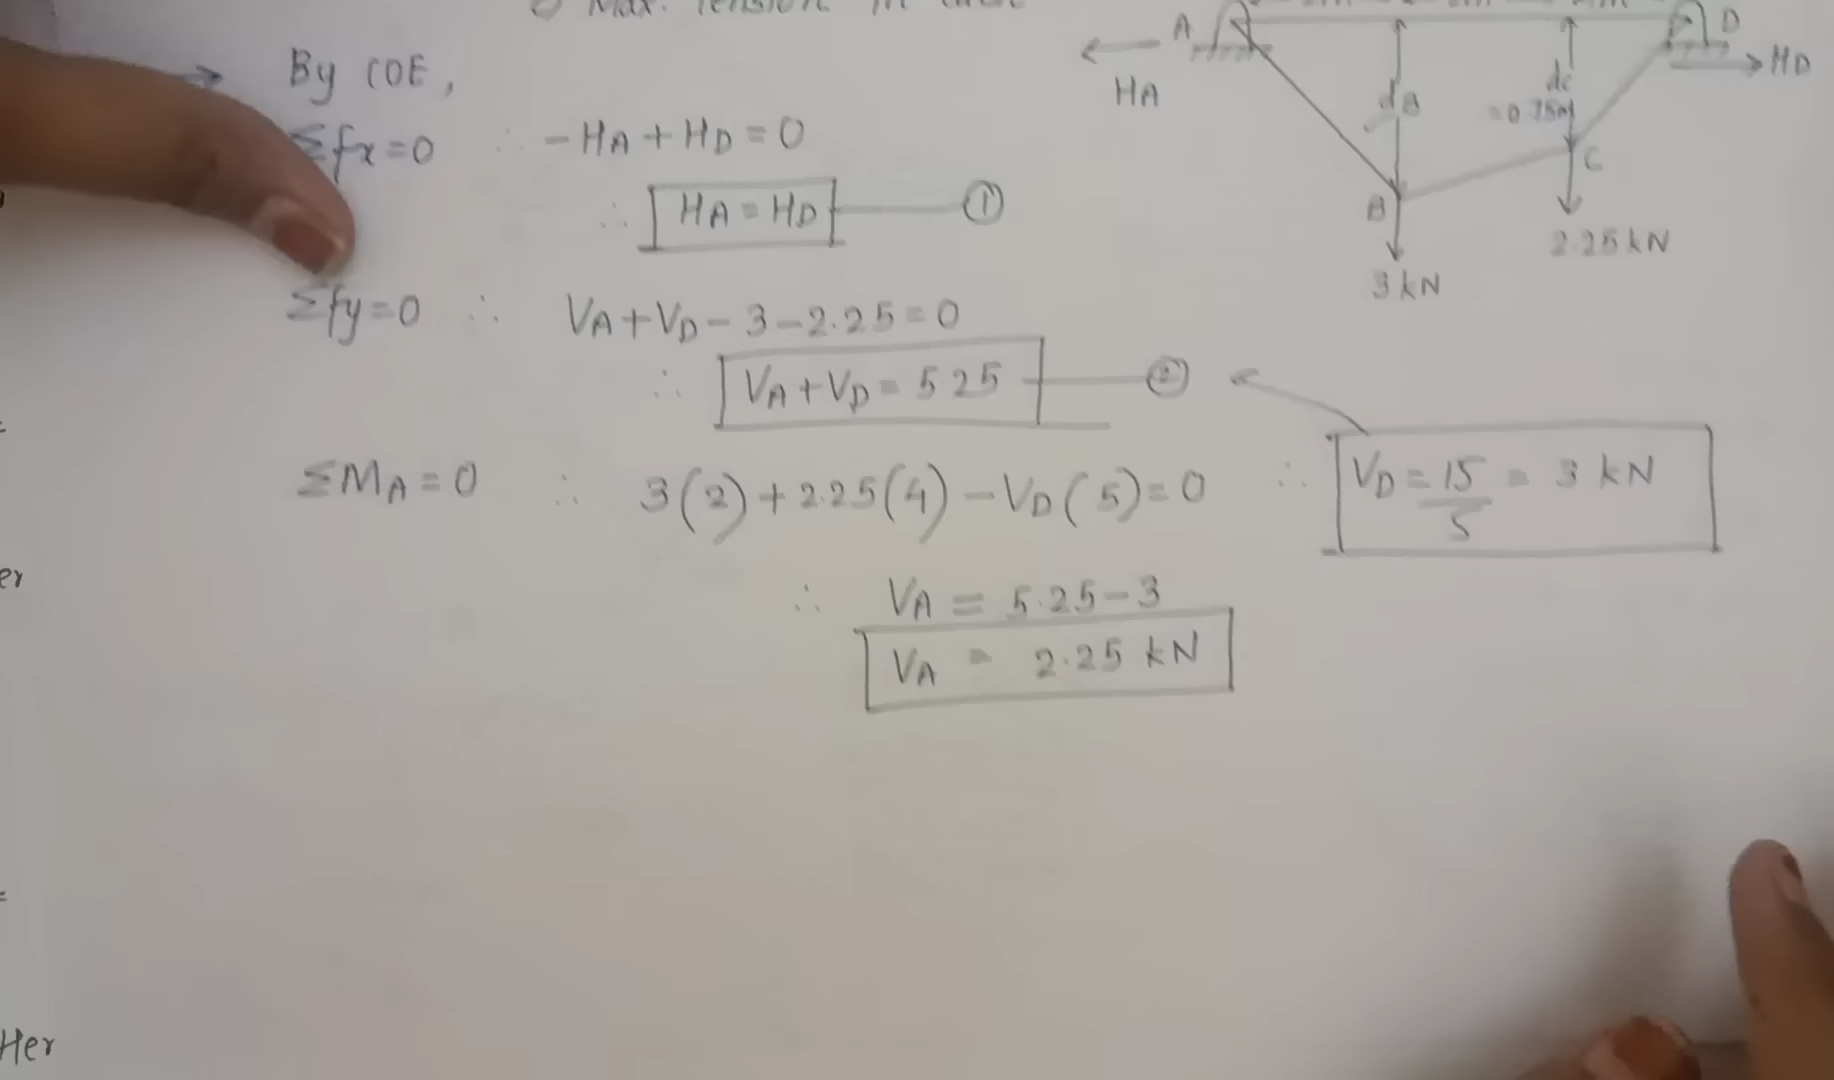 Max. Tension in
A
D
HA
HD
dB
dc
= 0.75m
B
C
3 kN
2.25 kN
By COE,
Σfx=0 ∴ -HA+HD=0
∴ HA=HD ①
Σfy=0 ∴ VA+VD-3-2.25=0
∴ VA+VD=5.25 ②
ΣMA=0 ∴ 3(2)+2.25(4)-VD(5)=0 ∴ VD=15/5=3 kN
∴ VA=5.25-3
VA=2.25 kN
er
Her